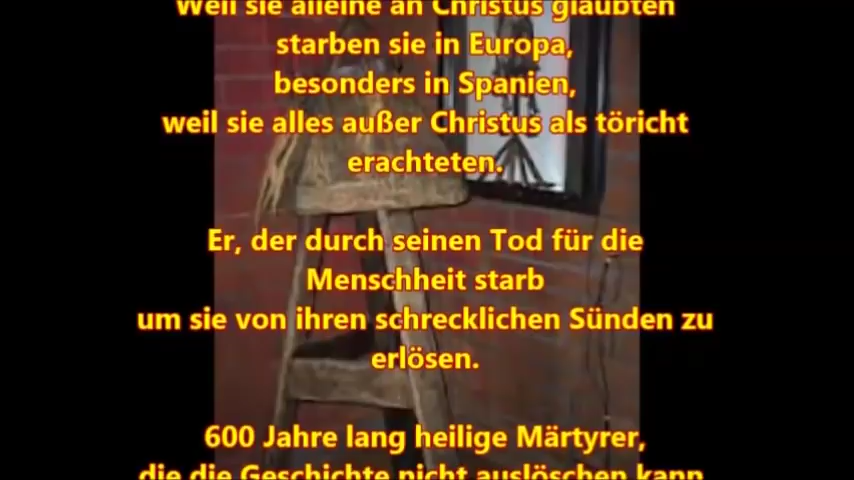 Weil sie alleine an Christus glaubten
starben sie in Europa,
besonders in Spanien,
weil sie alles außer Christus als töricht
erachteten.
Er, der durch seinen Tod für die
Menschheit starb
um sie von ihren schrecklichen Sünden zu
erlösen.
600 Jahre lang heilige Märtyrer,
die die Geschichte nicht auslöschen kann